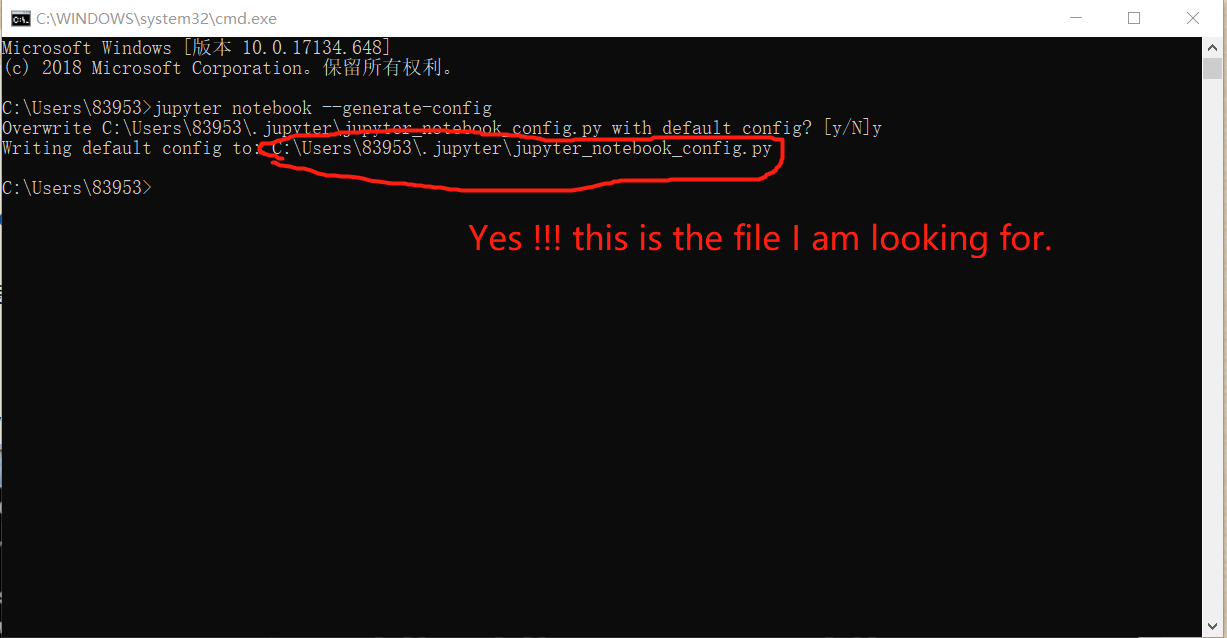 C:\WINDOWS\system32\cmd.exe
Microsoft Windows [版本 10.0.17134.648]
(c) 2018 Microsoft Corporation。保留所有权利。
C:\Users\83953>jupyter notebook --generate-config
Overwrite C:\Users\83953\.jupyter\jupyter_notebook_config.py with default config? [y/N]y
Writing default config to: C:\Users\83953\.jupyter\jupyter_notebook_config.py
C:\Users\83953>
Yes !!! this is the file I am looking for.